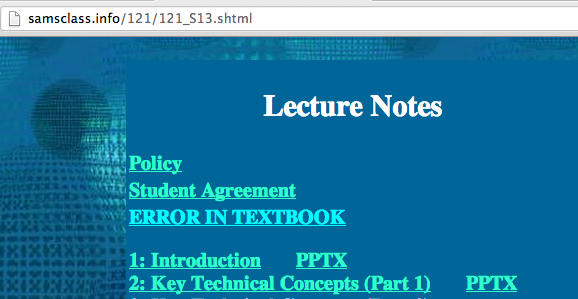 samsclass.info/121/121_S13.shtml
Lecture Notes
Policy
Student Agreement
ERROR IN TEXTBOOK
1: Introduction PPTX
2: Key Technical Concepts (Part 1) PPTX